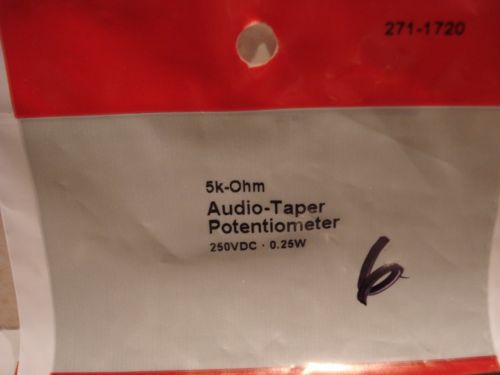 271-1720
5k-Ohm
Audio-Taper
Potentiometer
250VDC · 0.25W
6